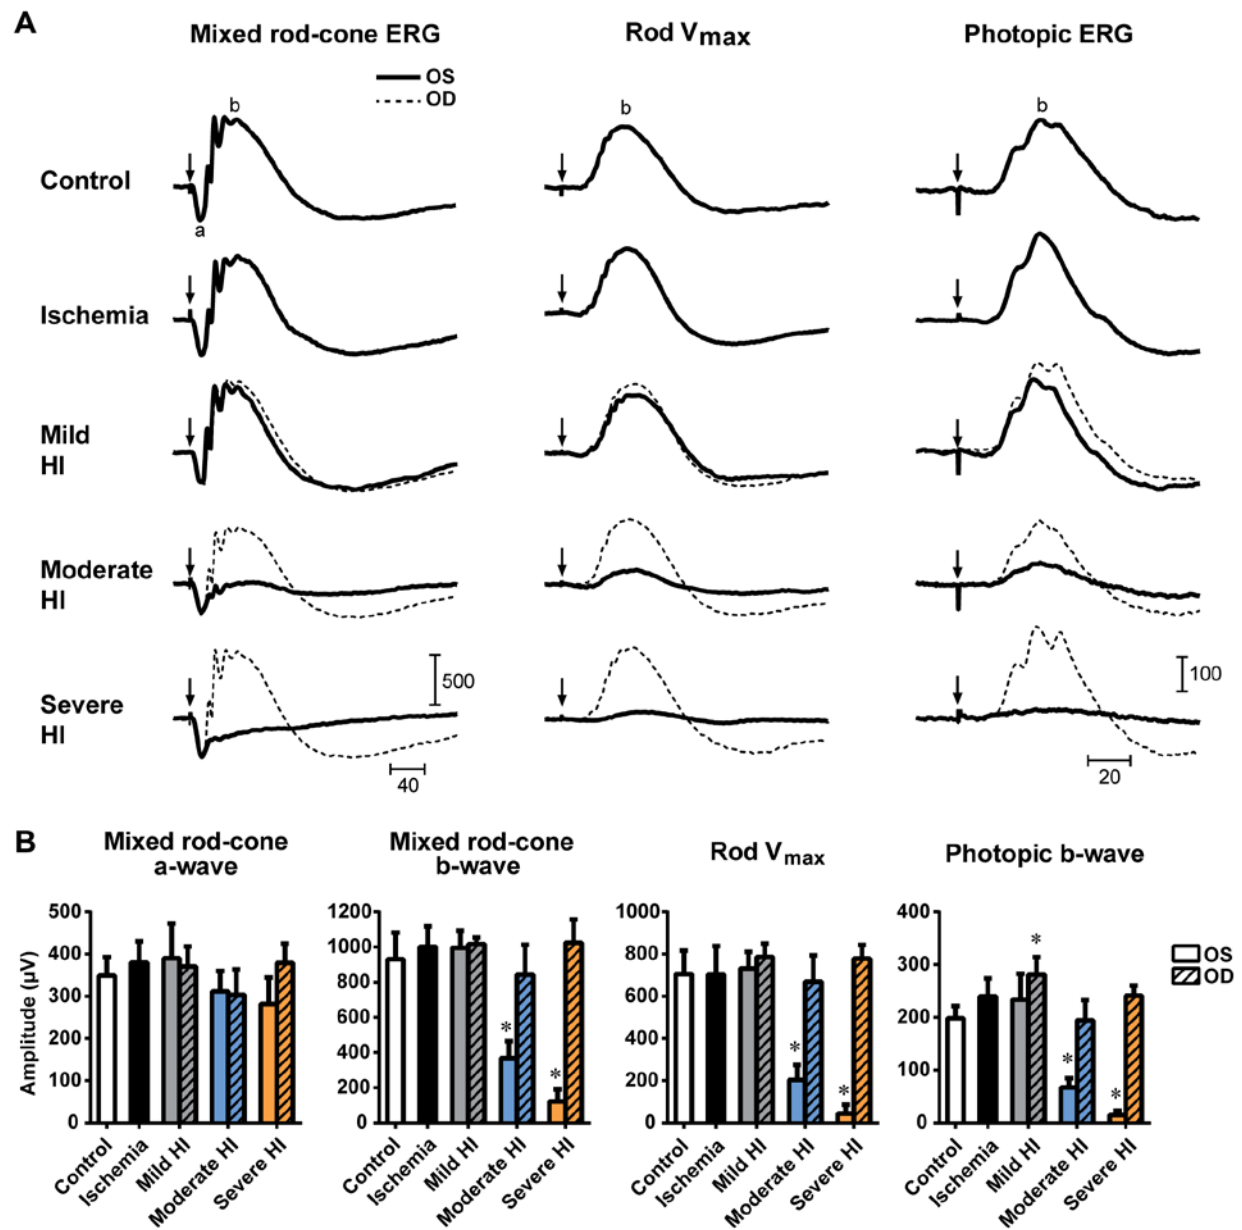 A
Mixed rod-cone ERG
Rod Vmax
Photopic ERG
OS
OD
b
b
b
Control
a
Ischemia
Mild
HI
Moderate
HI
Severe
HI
500
100
40
20
B
Mixed rod-cone
a-wave
Mixed rod-cone
b-wave
Rod Vmax
Photopic b-wave
Amplitude (µV)
500
400
300
200
100
0
Control
Ischemia
Mild HI
Moderate HI
Severe HI
1200
1000
800
600
400
200
0
*
*
Control
Ischemia
Mild HI
Moderate HI
Severe HI
1000
800
600
400
200
0
*
*
Control
Ischemia
Mild HI
Moderate HI
Severe HI
400
300
200
100
0
*
*
*
Control
Ischemia
Mild HI
Moderate HI
Severe HI
OS
OD